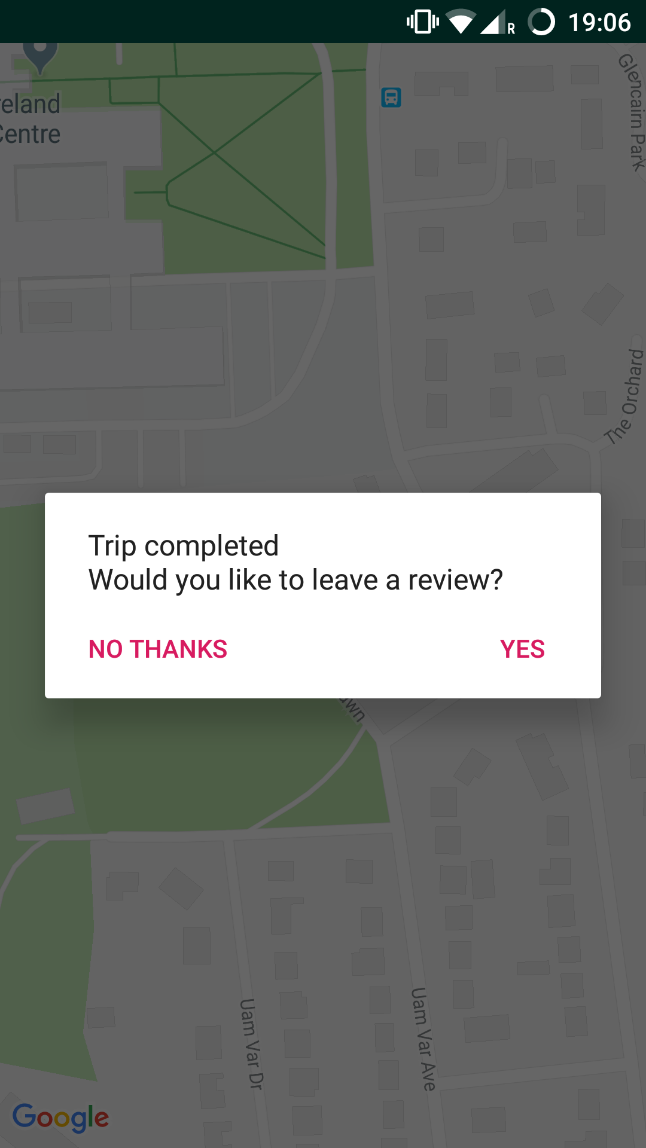 R 19:06
eland
Centre
Glencairn Park
The Orchard
Trip completed
Would you like to leave a review?
NO THANKS YES
own
Uam Var Dr
Uam Var Ave
Google